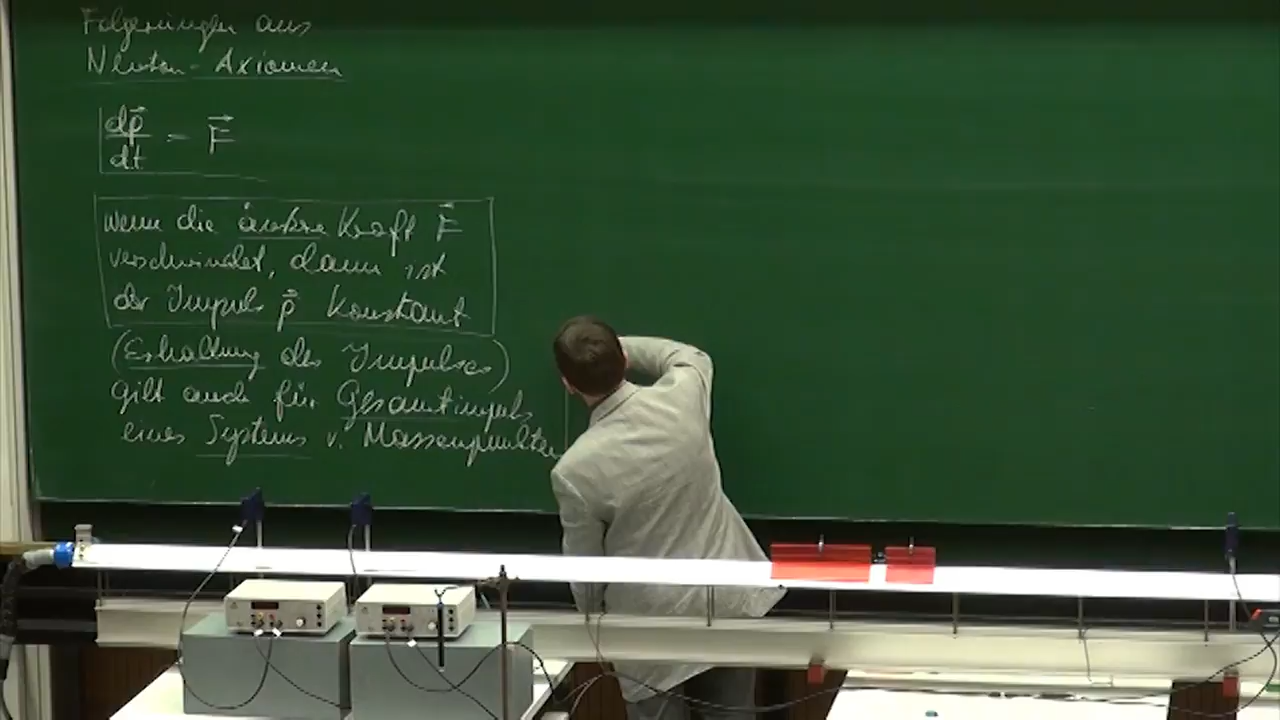 Folgerungen aus
Newton-Axiomen
dp⃗/dt = F⃗
wenn die äußere Kraft F⃗
verschwindet, dann ist
der Impuls p⃗ konstant
(Erhaltung des Impulses)
gilt auch für Gesamtimpuls
eines Systems v. Massenpunkten